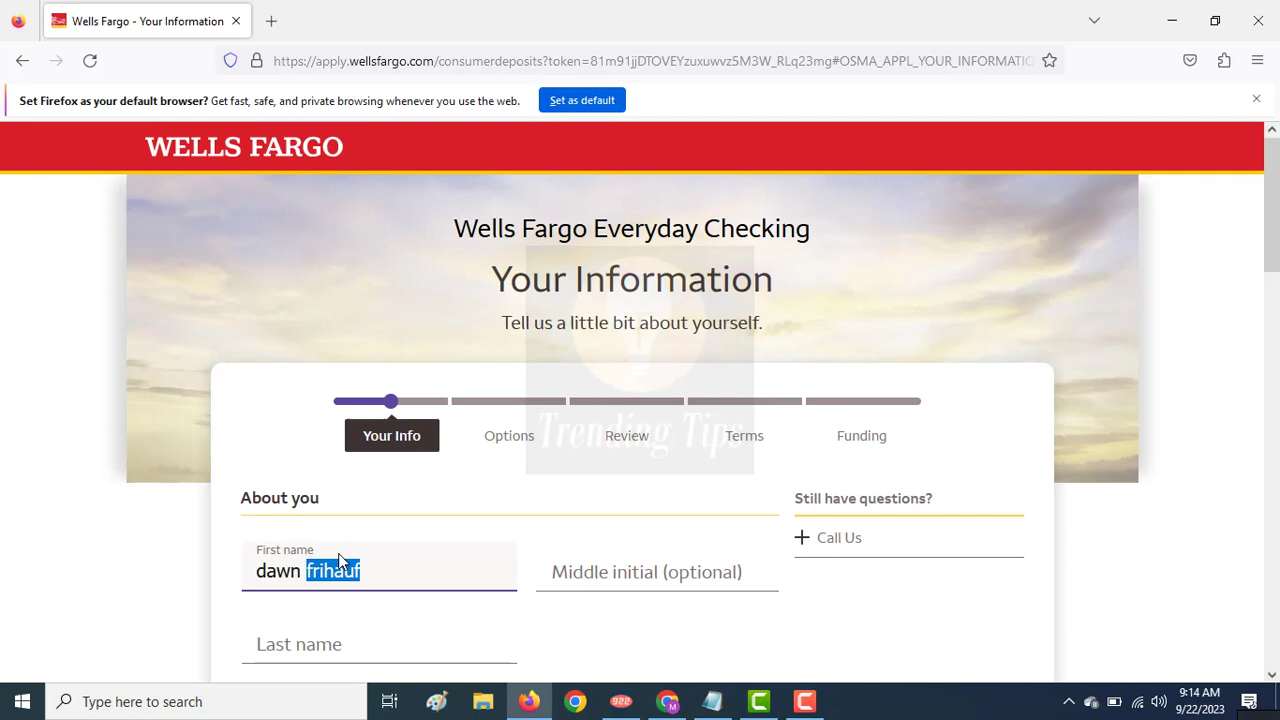 Wells Fargo - Your Information
https://apply.wellsfargo.com/consumerdeposits?token=81m91jjDTOVEYzuxuwvz5M3W_RLq23mg#OSMA_APPL_YOUR_INFORMATIO
Set Firefox as your default browser? Get fast, safe, and private browsing whenever you use the web. Set as default
WELLS FARGO
Wells Fargo Everyday Checking
Your Information
Tell us a little bit about yourself.
Your Info Options Review Terms Funding
Trending Tips
About you
Still have questions?
Call Us
First name
dawn frihauf
Middle initial (optional)
Last name
Type here to search
922
M
9:14 AM
9/22/2023